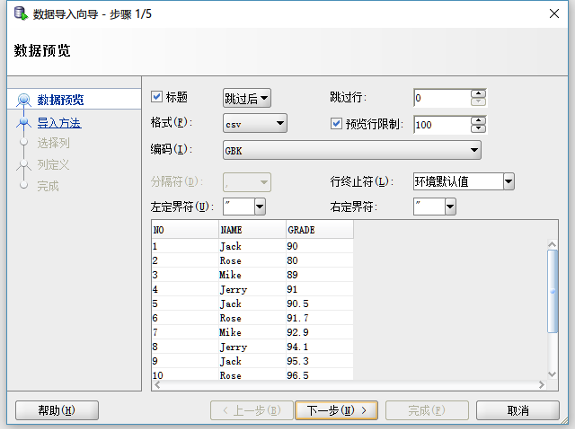 数据导入向导 - 步骤 1/5
数据预览
数据预览
导入方法
选择列
列定义
完成
标题 跳过后 跳过行: 0
格式(F): csv 预览行限制: 100
编码(I): GBK
分隔符(D): , 行终止符(L): 环境默认值
左定界符(U): " 右定界符: "
NO NAME GRADE
1 Jack 90
2 Rose 80
3 Mike 89
4 Jerry 91
5 Jack 90.5
6 Rose 91.7
7 Mike 92.9
8 Jerry 94.1
9 Jack 95.3
10 Rose 96.5
帮助(H) < 上一步(B) 下一步(N) > 完成(F) 取消